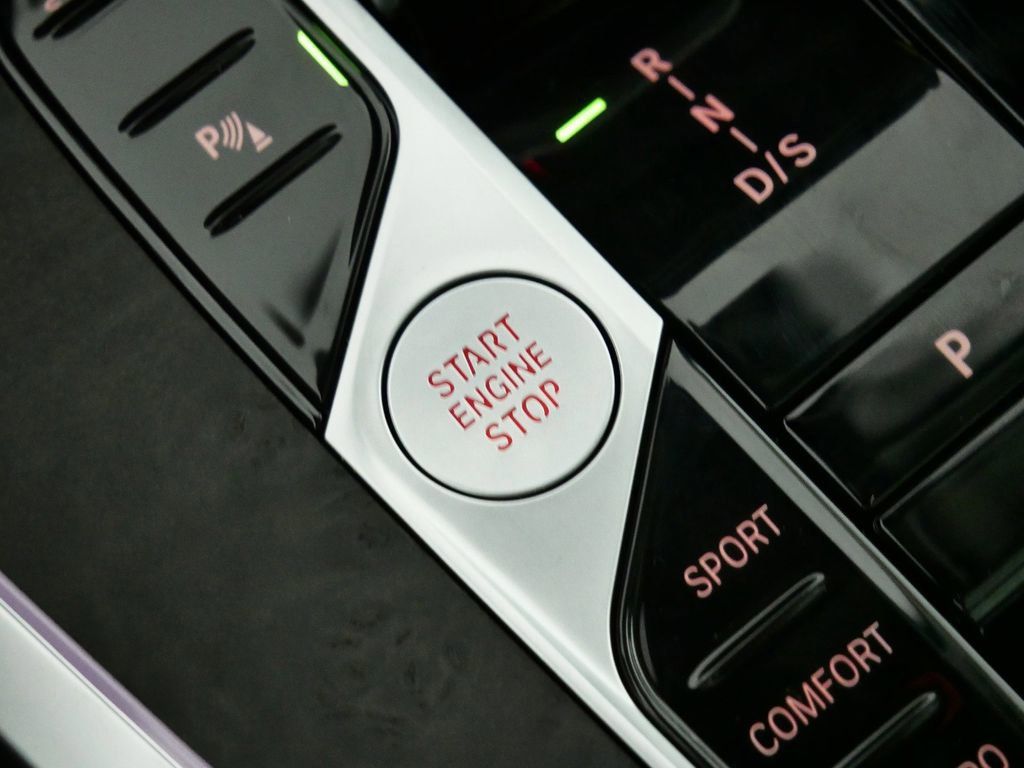 P
R
N
D/S
P
START
ENGINE
STOP
SPORT
COMFORT